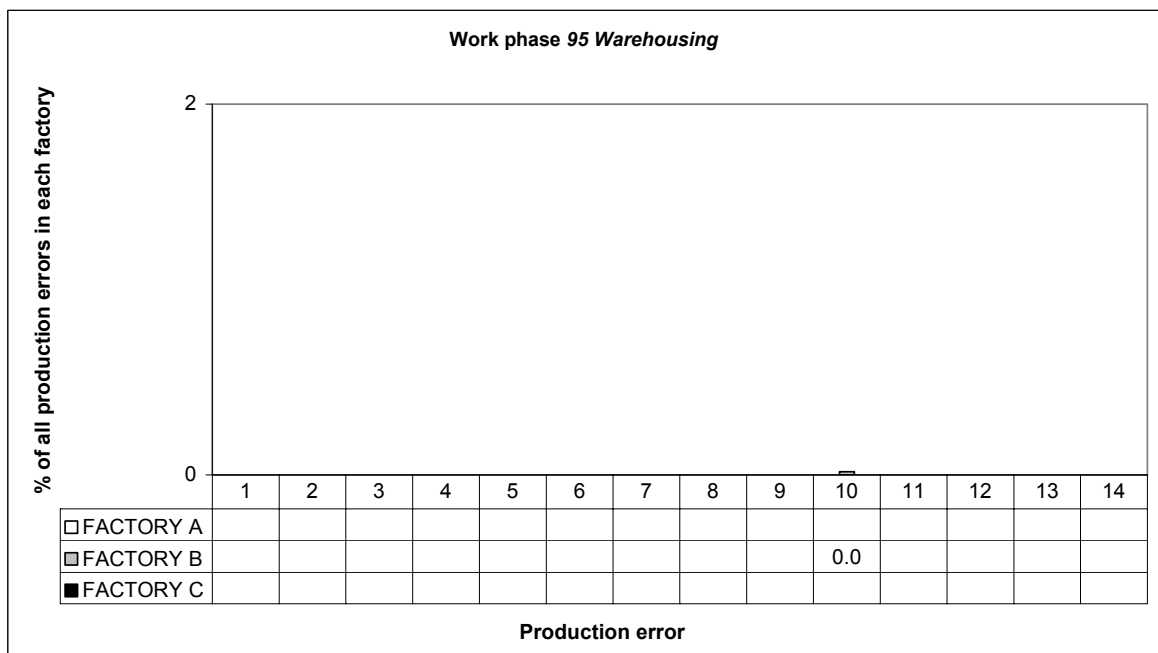 Work phase 95 Warehousing
% of all production errors in each factory
2
0
1 2 3 4 5 6 7 8 9 10 11 12 13 14
FACTORY A
FACTORY B 0.0
FACTORY C
Production error